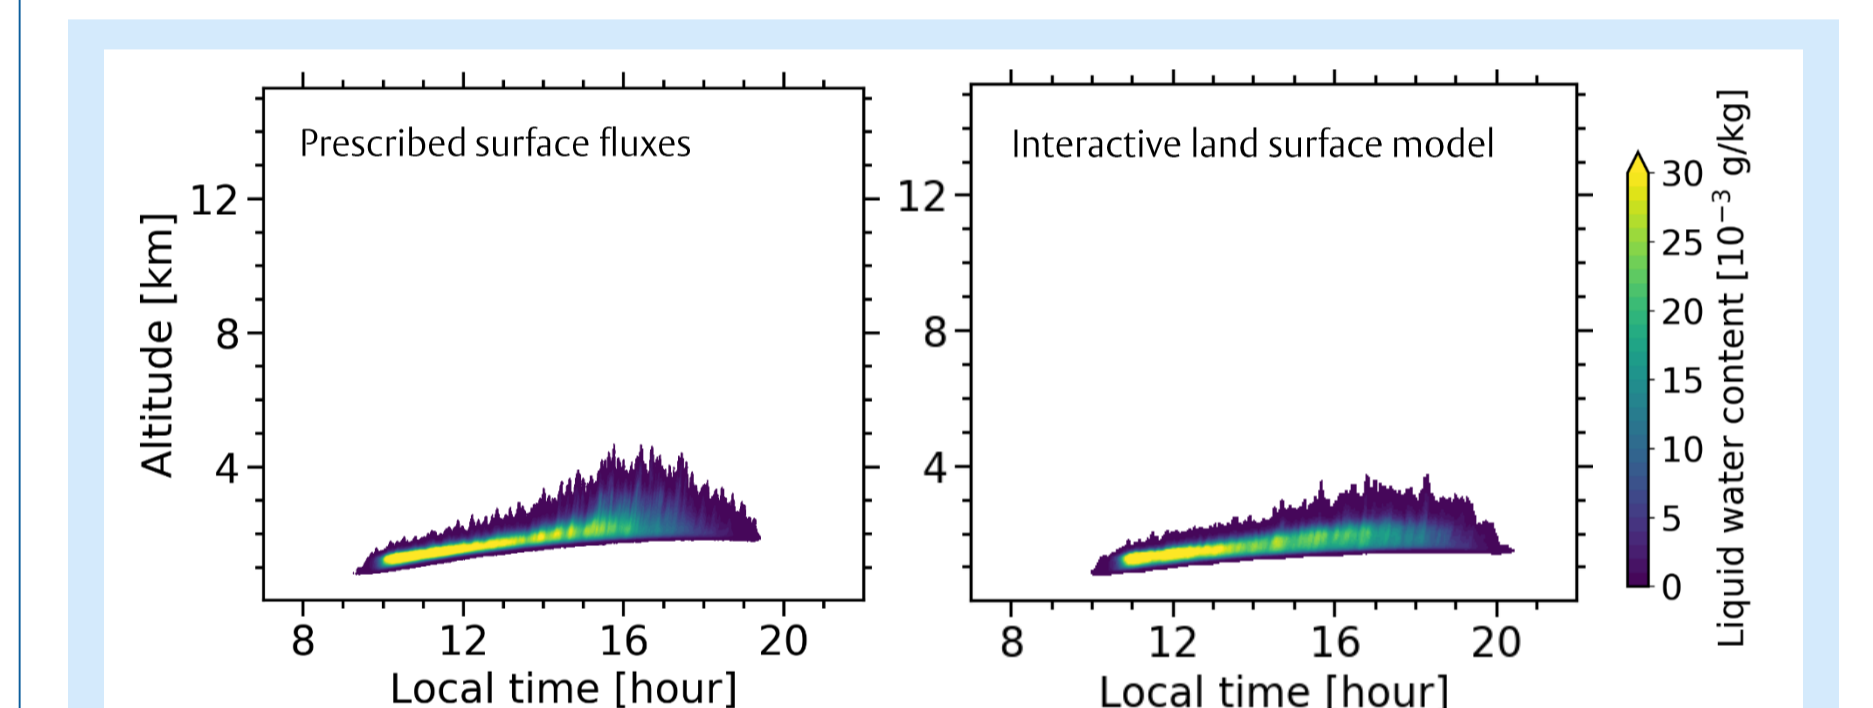 Prescribed surface fluxes
Altitude [km]
12
8
4
8 12 16 20
Local time [hour]
Interactive land surface model
12
8
4
8 12 16 20
Local time [hour]
30
25
20
15
10
5
0
Liquid water content [10⁻³ g/kg]